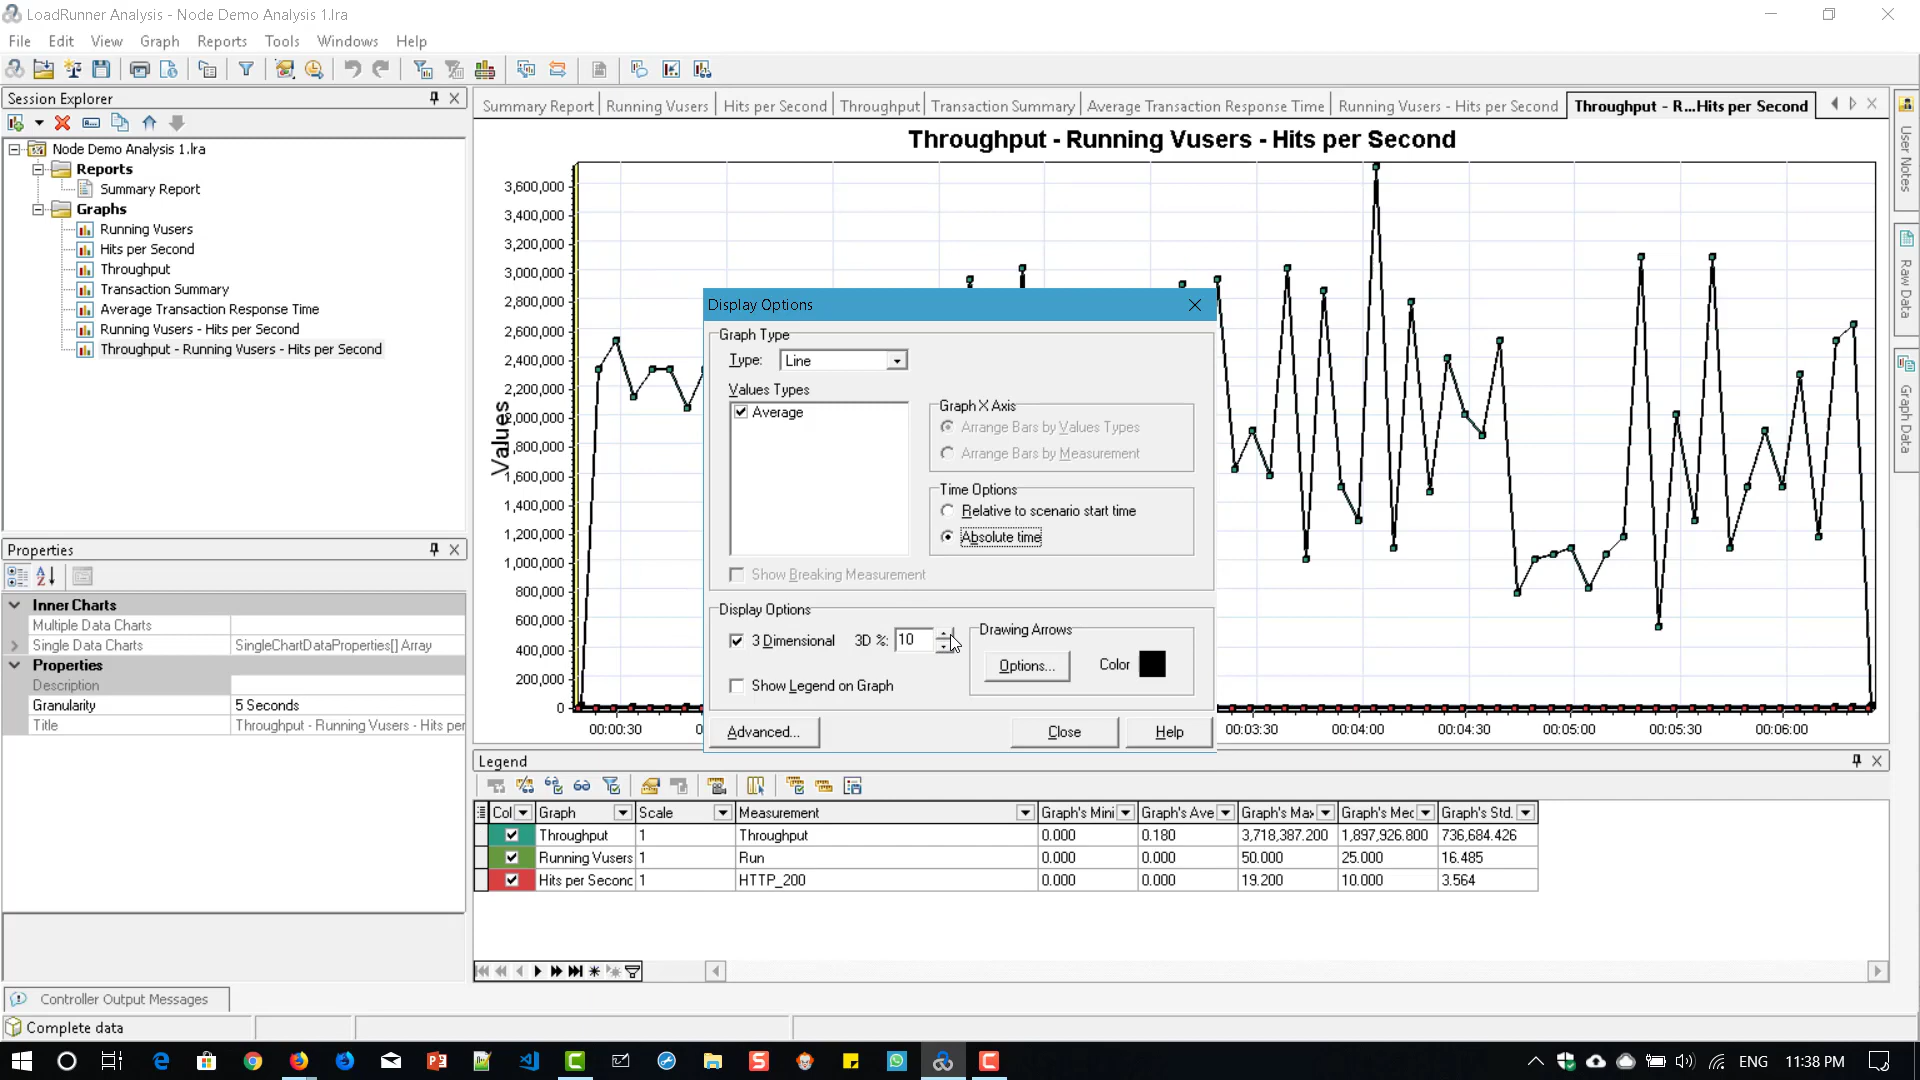 LoadRunner Analysis - Node Demo Analysis 1.lra
File Edit View Graph Reports Tools Windows Help
Session Explorer
Node Demo Analysis 1.lra
Reports
Summary Report
Graphs
Running Vusers
Hits per Second
Throughput
Transaction Summary
Average Transaction Response Time
Running Vusers - Hits per Second
Throughput - Running Vusers - Hits per Second
Properties
Inner Charts
Multiple Data Charts
Single Data Charts SingleChartDataProperties[] Array
Properties
Description
Granularity 5 Seconds
Title Throughput - Running Vusers - Hits per
Summary Report Running Vusers Hits per Second Throughput Transaction Summary Average Transaction Response Time Running Vusers - Hits per Second Throughput - R...Hits per Second
Throughput - Running Vusers - Hits per Second
Values
3,600,000
3,400,000
3,200,000
3,000,000
2,800,000
2,600,000
2,400,000
2,200,000
2,000,000
1,800,000
1,600,000
1,400,000
1,200,000
1,000,000
800,000
600,000
400,000
200,000
0
00:00:30 00:03:30 00:04:00 00:04:30 00:05:00 00:05:30 00:06:00
Display Options
Graph Type
Type: Line
Values Types
Average
Graph X Axis
Arrange Bars by Values Types
Arrange Bars by Measurement
Time Options
Relative to scenario start time
Absolute time
Show Breaking Measurement
Display Options
3 Dimensional 3D %: 10
Show Legend on Graph
Drawing Arrows
Options... Color
Advanced... Close Help
User Notes
Raw Data
Graph Data
Legend
Col Graph Scale Measurement Graph's Mini Graph's Ave Graph's Max Graph's Med Graph's Std.
Throughput 1 Throughput 0.000 0.180 3,718,387.200 1,897,926.800 736,684.426
Running Vusers 1 Run 0.000 0.000 50.000 25.000 16.485
Hits per Second 1 HTTP_200 0.000 0.000 19.200 10.000 3.564
Controller Output Messages
Complete data
ENG 11:38 PM